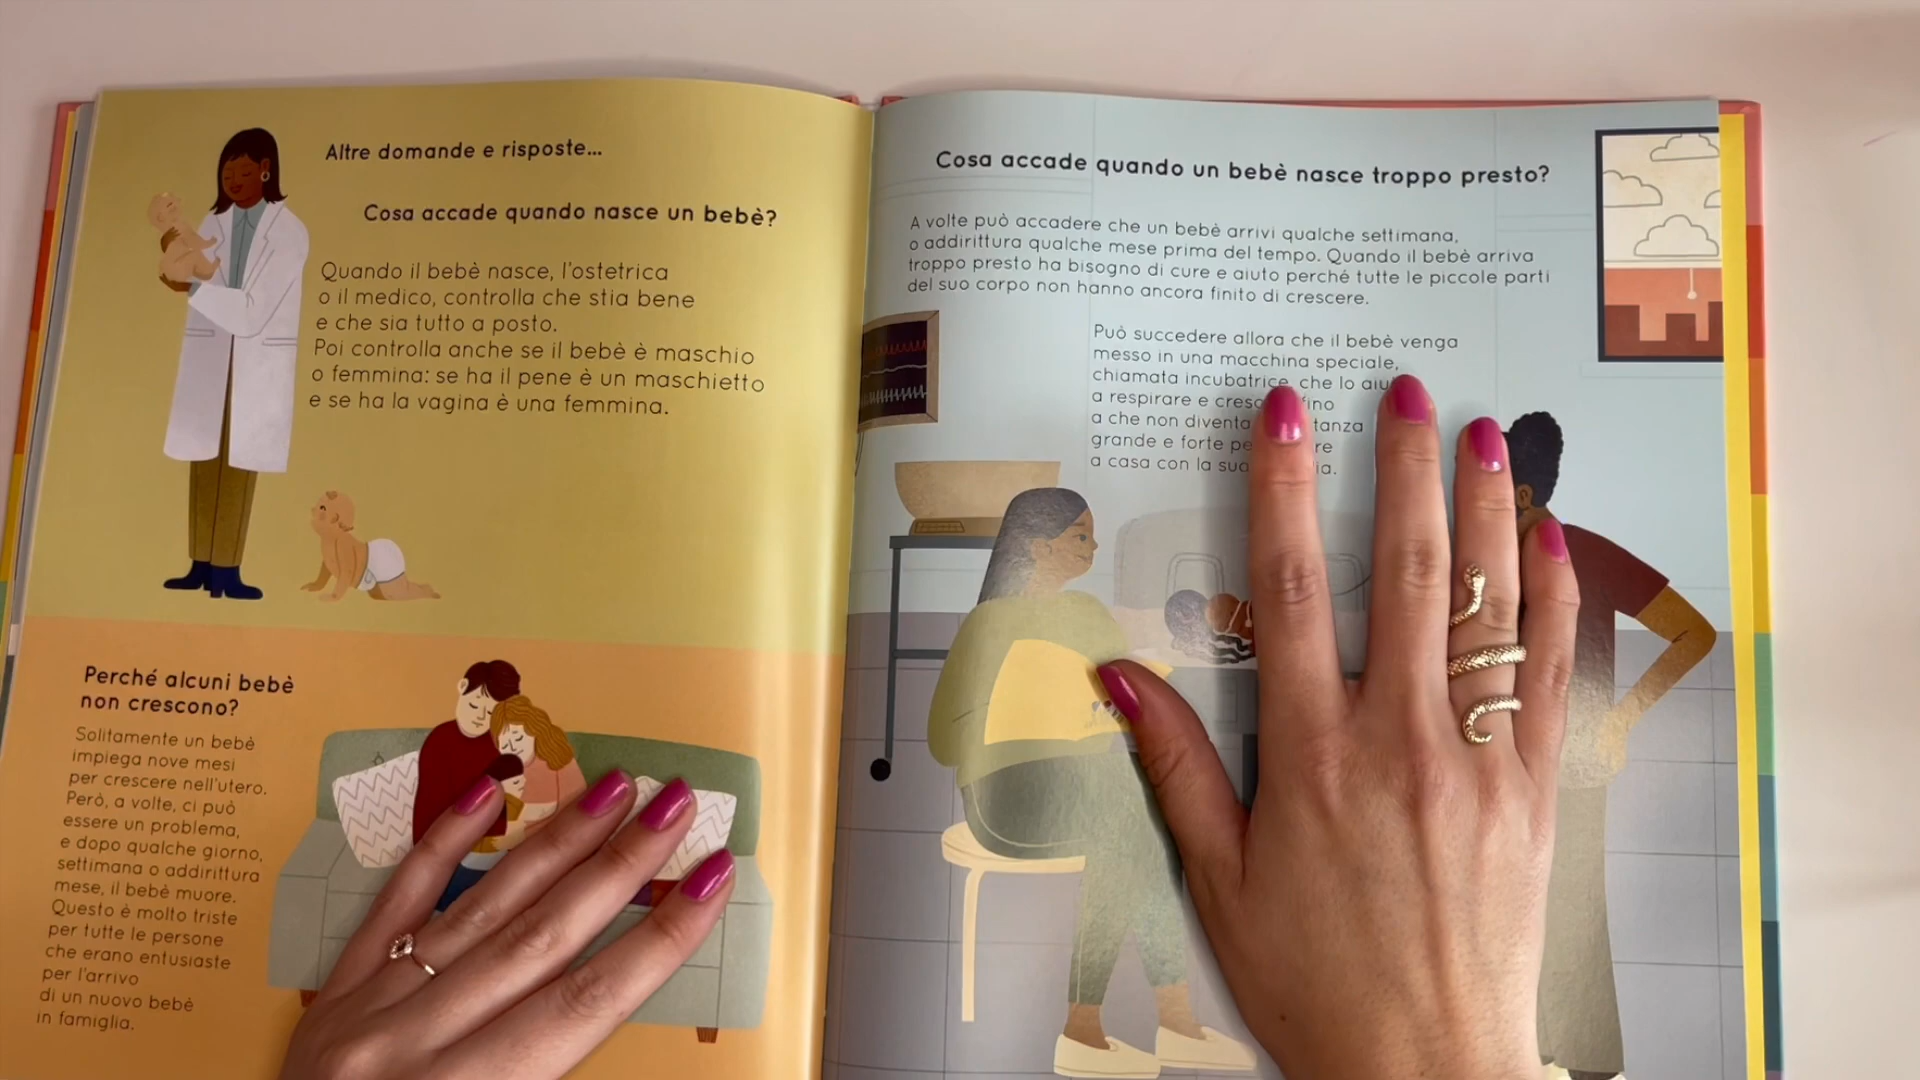 Altre domande e risposte...
Cosa accade quando nasce un bebè?
Quando il bebè nasce, l'ostetrica
o il medico, controlla che stia bene
e che sia tutto a posto.
Poi controlla anche se il bebè è maschio
o femmina: se ha il pene è un maschietto
e se ha la vagina è una femmina.
Perché alcuni bebè
non crescono?
Solitamente un bebè
impiega nove mesi
per crescere nell'utero.
Però, a volte, ci può
essere un problema,
e dopo qualche giorno,
settimana o addirittura
mese, il bebè muore.
Questo è molto triste
per tutte le persone
che erano entusiaste
per l'arrivo
di un nuovo bebè
in famiglia.
Cosa accade quando un bebè nasce troppo presto?
A volte può accadere che un bebè arrivi qualche settimana,
o addirittura qualche mese prima del tempo. Quando il bebè arriva
troppo presto ha bisogno di cure e aiuto perché tutte le piccole parti
del suo corpo non hanno ancora finito di crescere.
Può succedere allora che il bebè venga
messo in una macchina speciale,
chiamata incubatrice, che lo
a respirare e fino
a che non diventa
grande e forte
a casa con la sua